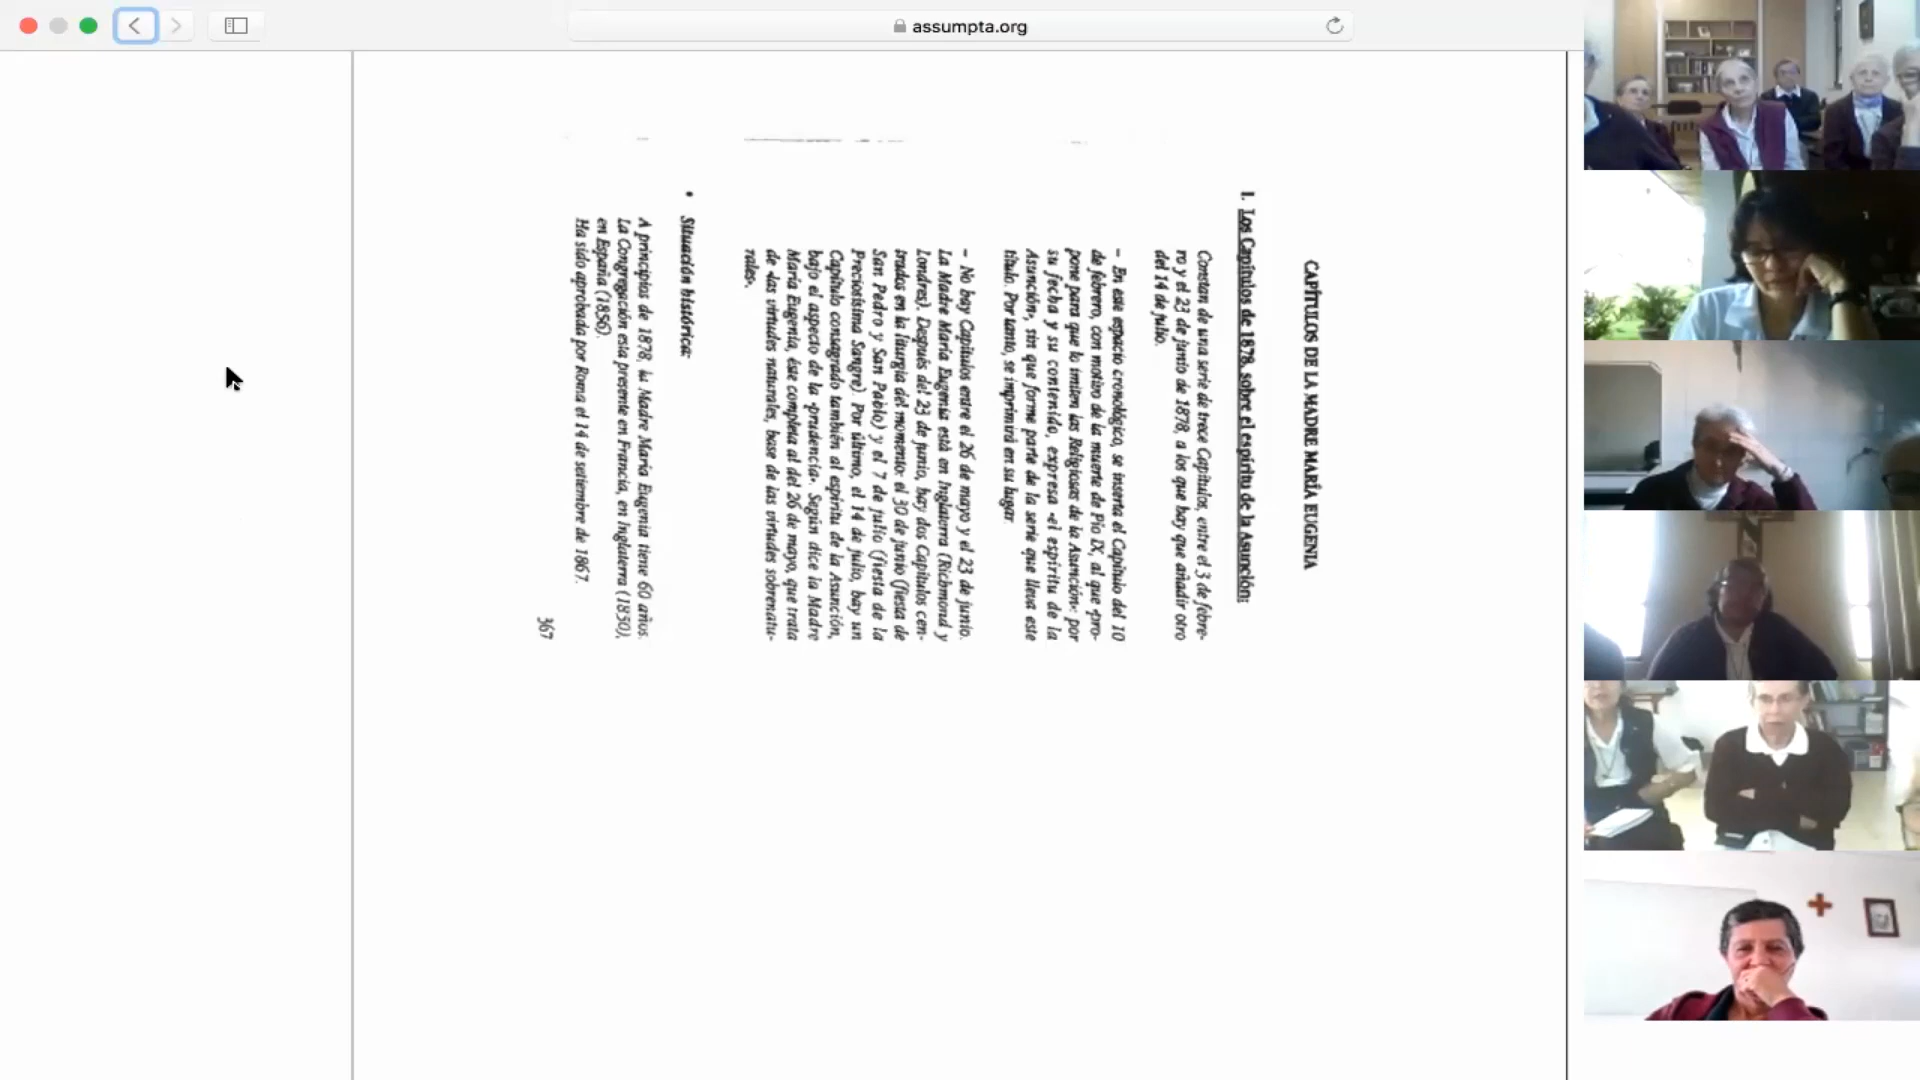 assumpta.org
CAPÍTULOS DE LA MADRE MARÍA EUGENIA
I. Los Capítulos de 1878, sobre el espíritu de la Asunción:
Constan de una serie de trece Capítulos, entre el 3 de febre-
ro y el 23 de junio de 1878, a los que hay que añadir otro
del 14 de julio.
– En este espacio cronológico, se inserta el Capítulo del 10
de febrero, con motivo de la muerte de Pío IX, al que «pro-
pone para que lo imiten las Religiosas de la Asunción»: por
su fecha y su contenido, expresa «el espíritu de la
Asunción», sin que forme parte de la serie que lleva este
título. Por tanto, se imprimirá en su lugar.
– No hay Capítulos entre el 26 de mayo y el 23 de junio.
La Madre María Eugenia está en Inglaterra (Richmond y
Londres). Después del 23 de junio, hay dos Capítulos cen-
trados en la liturgia del momento: el 30 de junio (fiesta de
San Pedro y San Pablo) y el 7 de julio (fiesta de la
Preciosísima Sangre). Por último, el 14 de julio, hay un
Capítulo consagrado también al espíritu de la Asunción,
bajo el aspecto de la «prudencia». Según dice la Madre
María Eugenia, éste completa al del 26 de mayo, que trata
de «las virtudes naturales, base de las virtudes sobrenatu-
rales».
• Situación histórica:
A principios de 1878, la Madre María Eugenia tiene 60 años.
La Congregación esta presente en Francia, en Inglaterra (1850),
en España (1856).
Ha sido aprobada por Roma el 14 de setiembre de 1867.
367